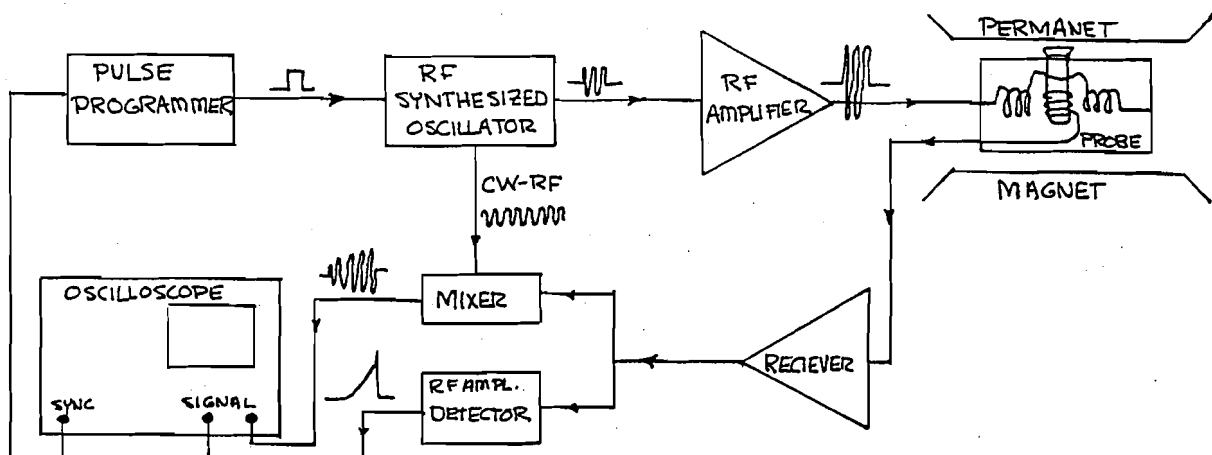 PULSE
PROGRAMMER
RF
SYNTHESIZED
OSCILLATOR
RF
AMPLIFIER
PERMANET
PROBE
MAGNET
CW-RF
OSCILLOSCOPE
MIXER
RECIEVER
RF AMPL.
DETECTOR
SYNC
SIGNAL